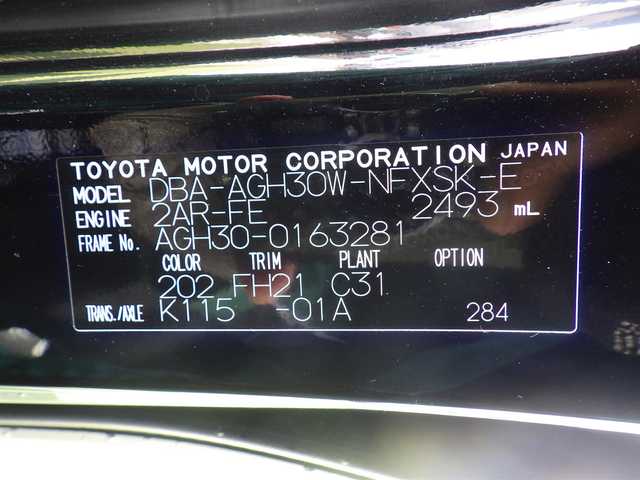 TOYOTA MOTOR CORPORATION JAPAN
MODEL DBA-AGH30W-NFXSK-E
ENGINE 2AR-FE 2493 mL
FRAME No. AGH30-0163281
COLOR TRIM PLANT OPTION
202 FH21 C31
TRANS./AXLE K115 -01A 284